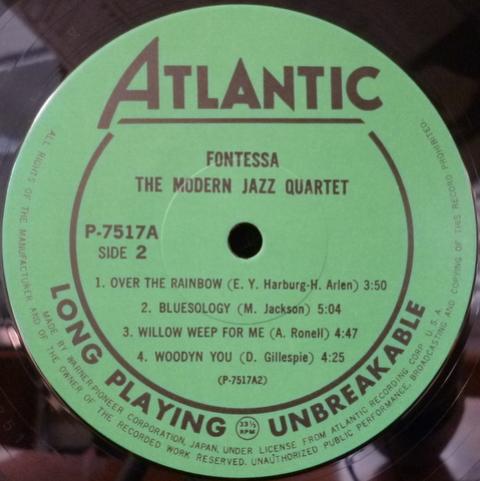 ATLANTIC
FONTESSA
THE MODERN JAZZ QUARTET
P-7517A
SIDE 2
1. OVER THE RAINBOW (E. Y. Harburg-H. Arlen) 3:50
2. BLUESOLOGY (M. Jackson) 5:04
3. WILLOW WEEP FOR ME (A. Ronell) 4:47
4. WOODYN YOU (D. Gillespie) 4:25
(P-7517A2)
LONG PLAYING 33⅓ RPM UNBREAKABLE
MADE BY WARNER-PIONEER CORPORATION, JAPAN, UNDER LICENSE FROM ATLANTIC RECORDING CORP. U.S.A.
ALL RIGHTS OF THE MANUFACTURER AND OF THE OWNER OF THE RECORDED WORK RESERVED. UNAUTHORIZED PUBLIC PERFORMANCE, BROADCASTING AND COPYING OF THIS RECORD PROHIBITED.